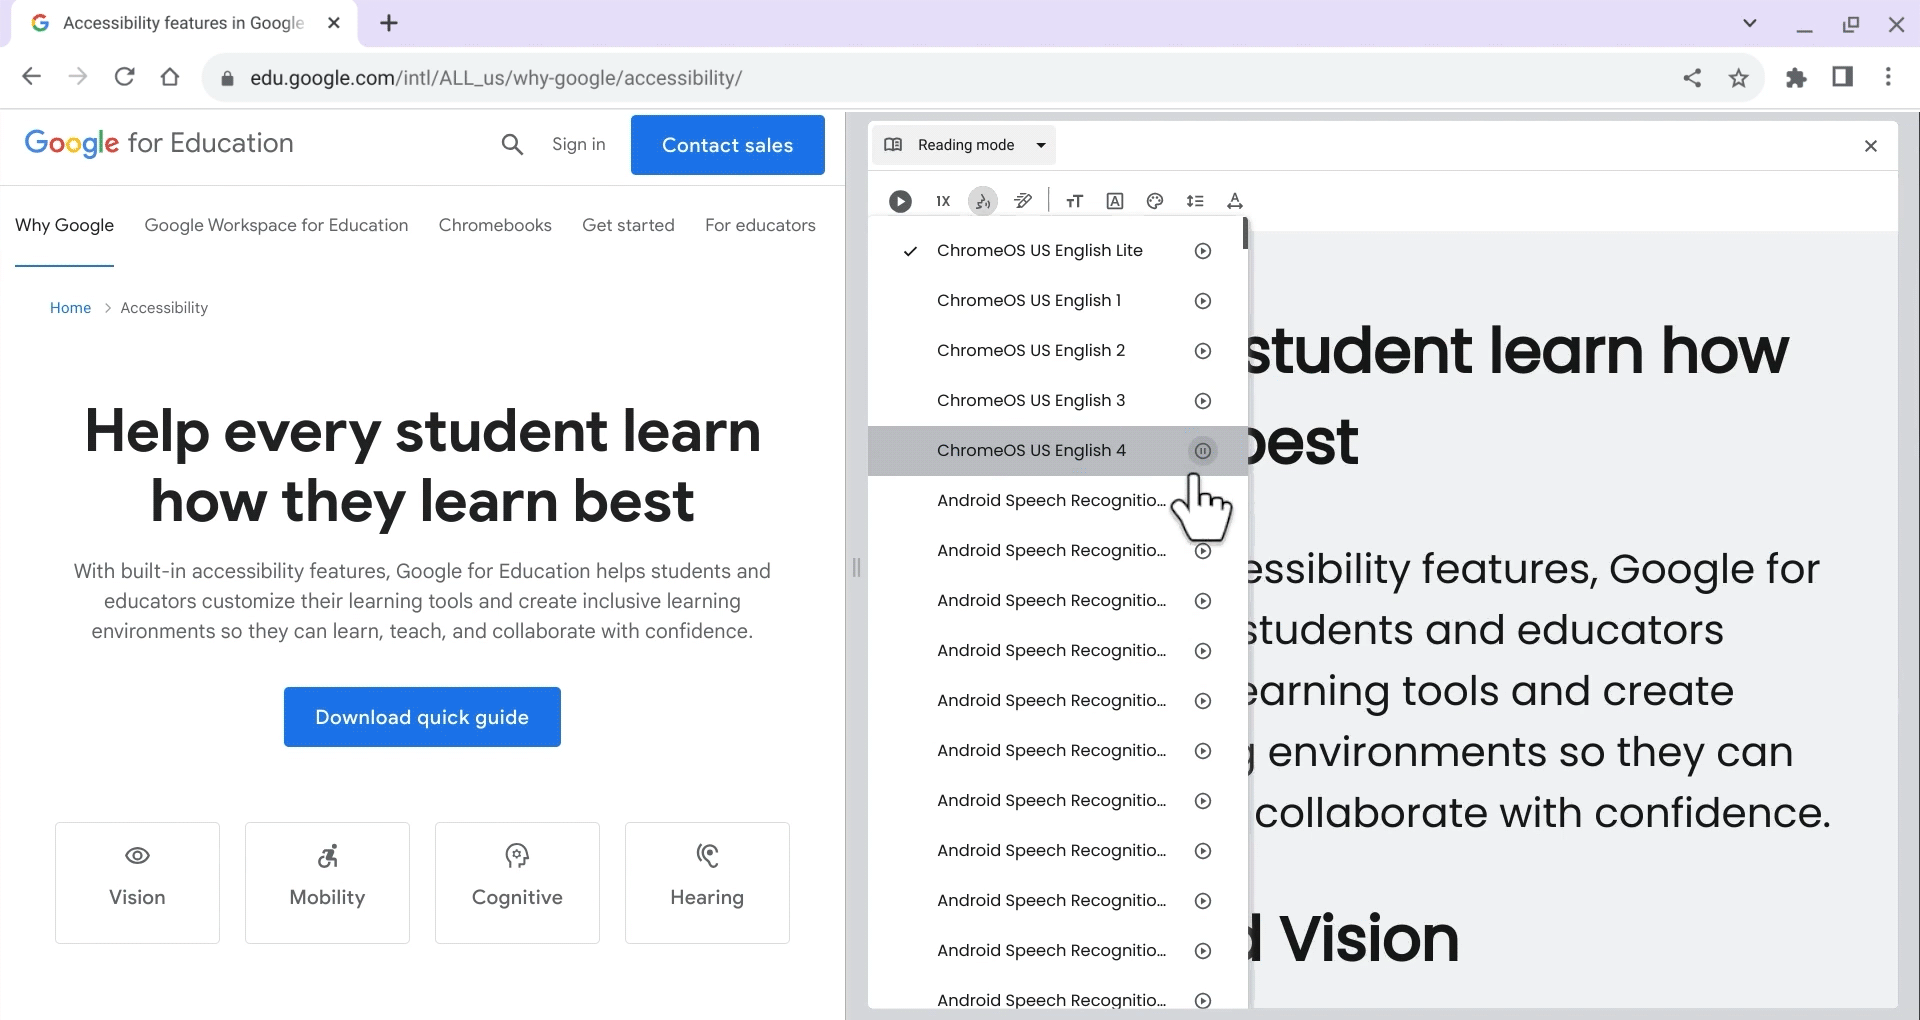 Accessibility features in Google
edu.google.com/intl/ALL_us/why-google/accessibility/
Google for Education
Sign in
Contact sales
Why Google
Google Workspace for Education
Chromebooks
Get started
For educators
Home > Accessibility
Help every student learn
how they learn best
With built-in accessibility features, Google for Education helps students and
educators customize their learning tools and create inclusive learning
environments so they can learn, teach, and collaborate with confidence.
Download quick guide
Vision
Mobility
Cognitive
Hearing
Reading mode
1X
ChromeOS US English Lite
ChromeOS US English 1
ChromeOS US English 2
ChromeOS US English 3
ChromeOS US English 4
Android Speech Recognitio...
Android Speech Recognitio...
Android Speech Recognitio...
Android Speech Recognitio...
Android Speech Recognitio...
Android Speech Recognitio...
Android Speech Recognitio...
Android Speech Recognitio...
Android Speech Recognitio...
Android Speech Recognitio...
Android Speech Recognitio...
student learn how
best
essibility features, Google for
students and educators
earning tools and create
g environments so they can
collaborate with confidence.
d Vision